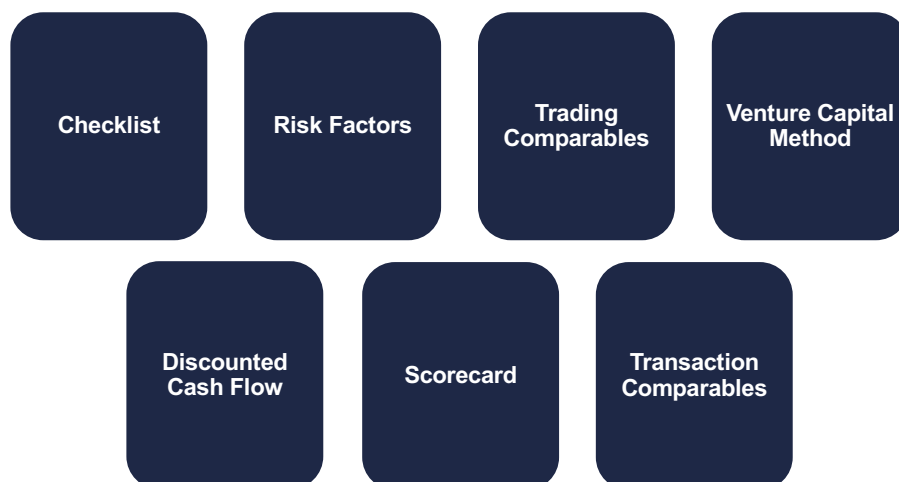 Checklist
Risk Factors
Trading
Comparables
Venture Capital
Method
Discounted
Cash Flow
Scorecard
Transaction
Comparables